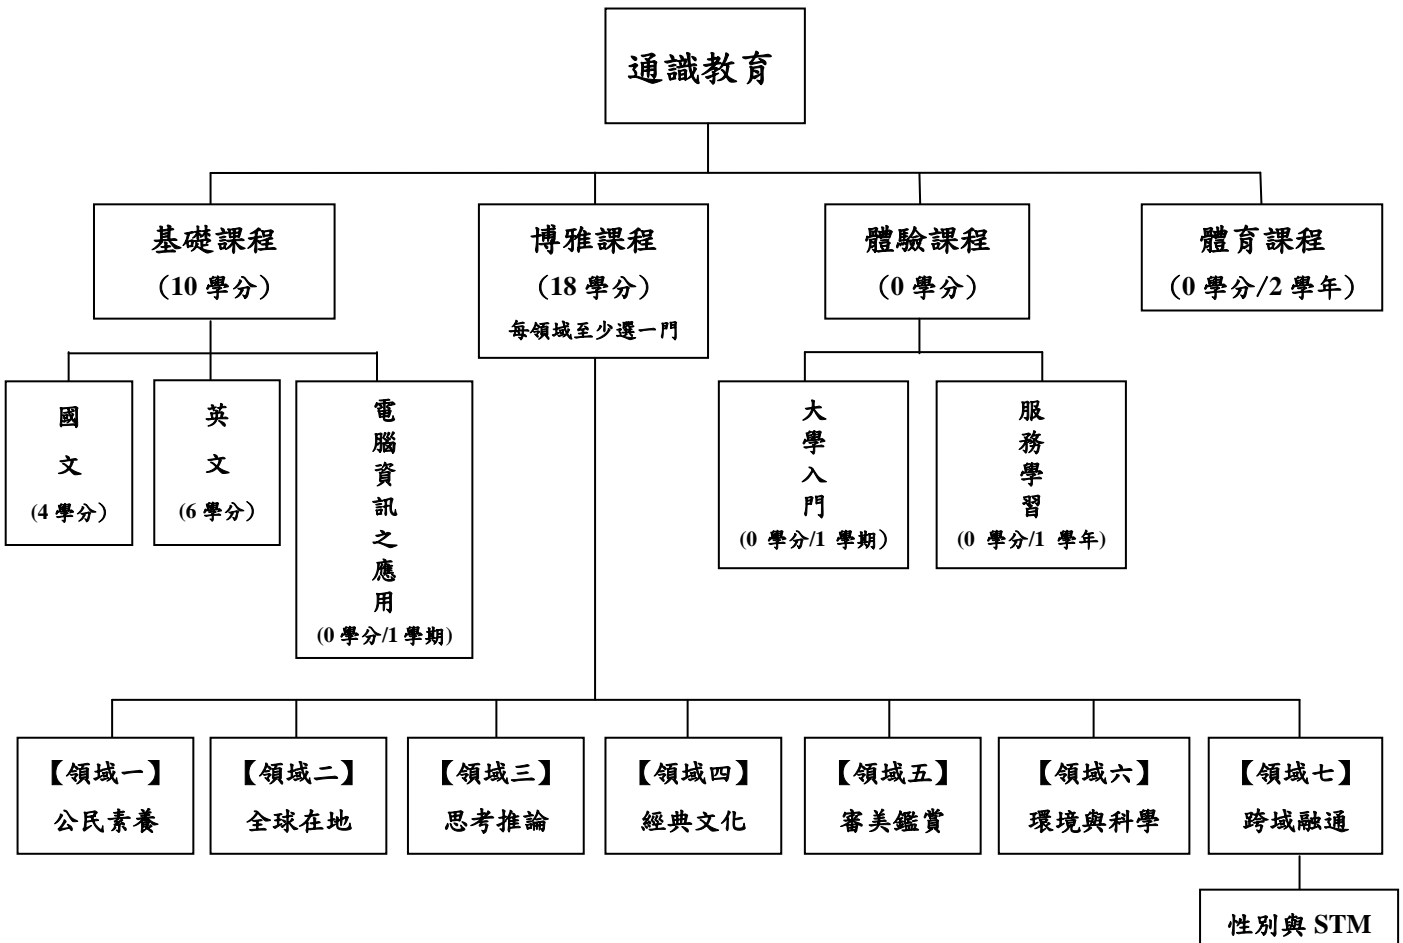 通識教育
基礎課程
（10 學分）
博雅課程
（18 學分）
每領域至少選一門
體驗課程
（0 學分）
體育課程
（0 學分/2 學年）
國文
(4 學分）
英文
(6 學分）
電腦資訊之應用
(0 學分/1 學期)
大學入門
(0 學分/1 學期）
服務學習
(0 學分/1 學年)
【領域一】
公民素養
【領域二】
全球在地
【領域三】
思考推論
【領域四】
經典文化
【領域五】
審美鑑賞
【領域六】
環境與科學
【領域七】
跨域融通
性別與 STM